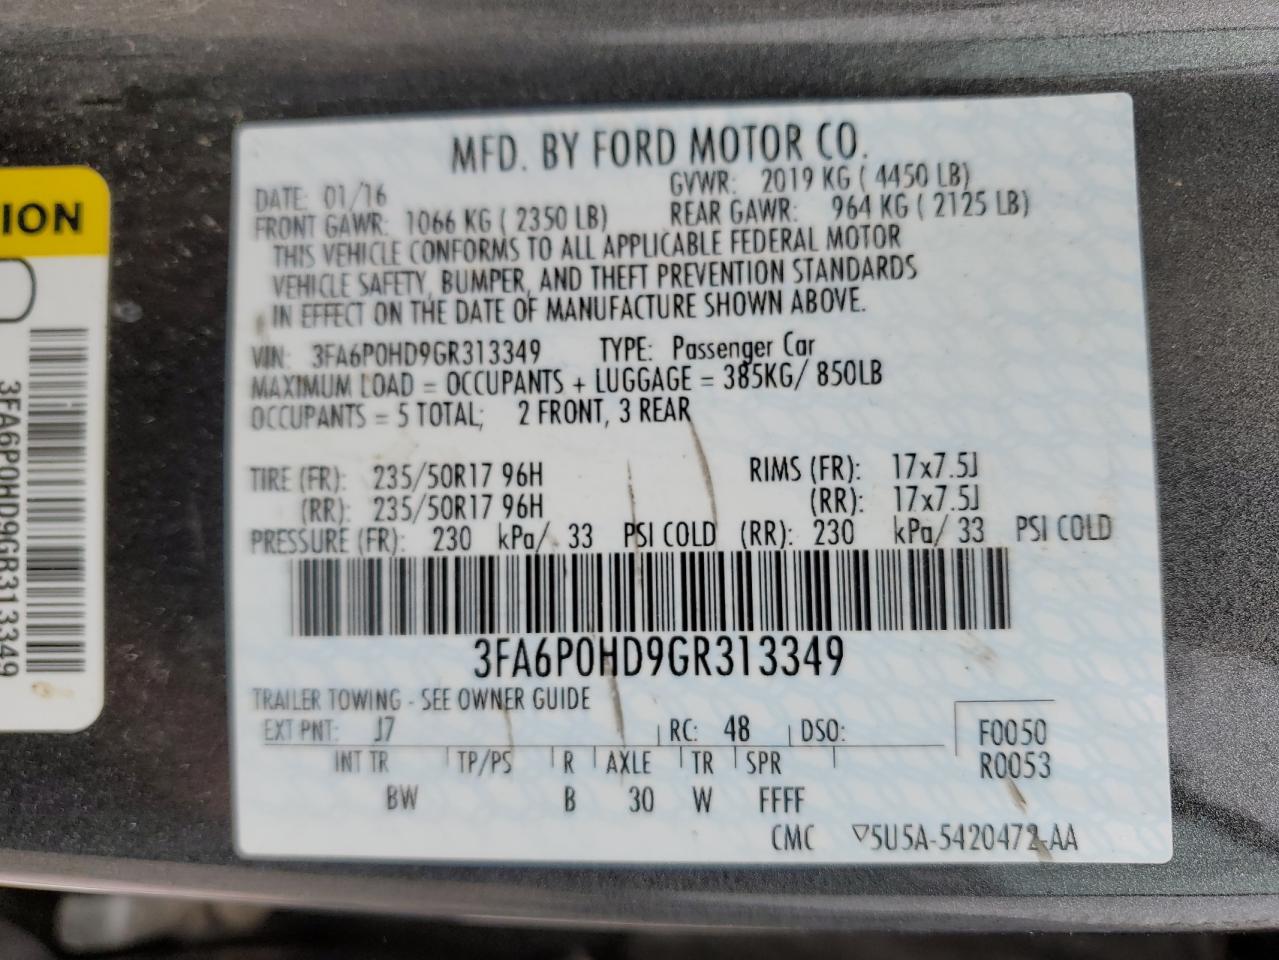 MFD. BY FORD MOTOR CO.
DATE: 01/16 GVWR: 2019 KG ( 4450 LB)
FRONT GAWR: 1066 KG ( 2350 LB) REAR GAWR: 964 KG ( 2125 LB)
THIS VEHICLE CONFORMS TO ALL APPLICABLE FEDERAL MOTOR
VEHICLE SAFETY, BUMPER, AND THEFT PREVENTION STANDARDS
IN EFFECT ON THE DATE OF MANUFACTURE SHOWN ABOVE.
VIN: 3FA6P0HD9GR313349 TYPE: Passenger Car
MAXIMUM LOAD = OCCUPANTS + LUGGAGE = 385KG/ 850LB
OCCUPANTS = 5 TOTAL; 2 FRONT, 3 REAR
TIRE (FR): 235/50R17 96H RIMS (FR): 17x7.5J
(RR): 235/50R17 96H (RR): 17x7.5J
PRESSURE (FR): 230 kPa/ 33 PSI COLD (RR): 230 kPa/ 33 PSI COLD
3FA6P0HD9GR313349
TRAILER TOWING - SEE OWNER GUIDE
EXT PNT: J7 RC: 48 DSO: F0050
INT TR TP/PS R AXLE TR SPR R0053
BW B 30 W FFFF
CMC ▽5U5A-5420472-AA
ION
3FA6P0HD9GR313349